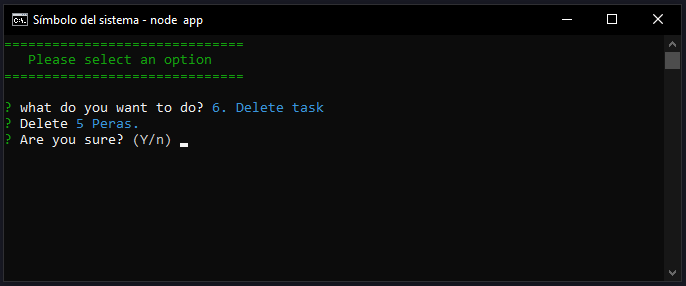 Símbolo del sistema - node app
==============================
Please select an option
==============================
? what do you want to do? 6. Delete task
? Delete 5 Peras.
? Are you sure? (Y/n)